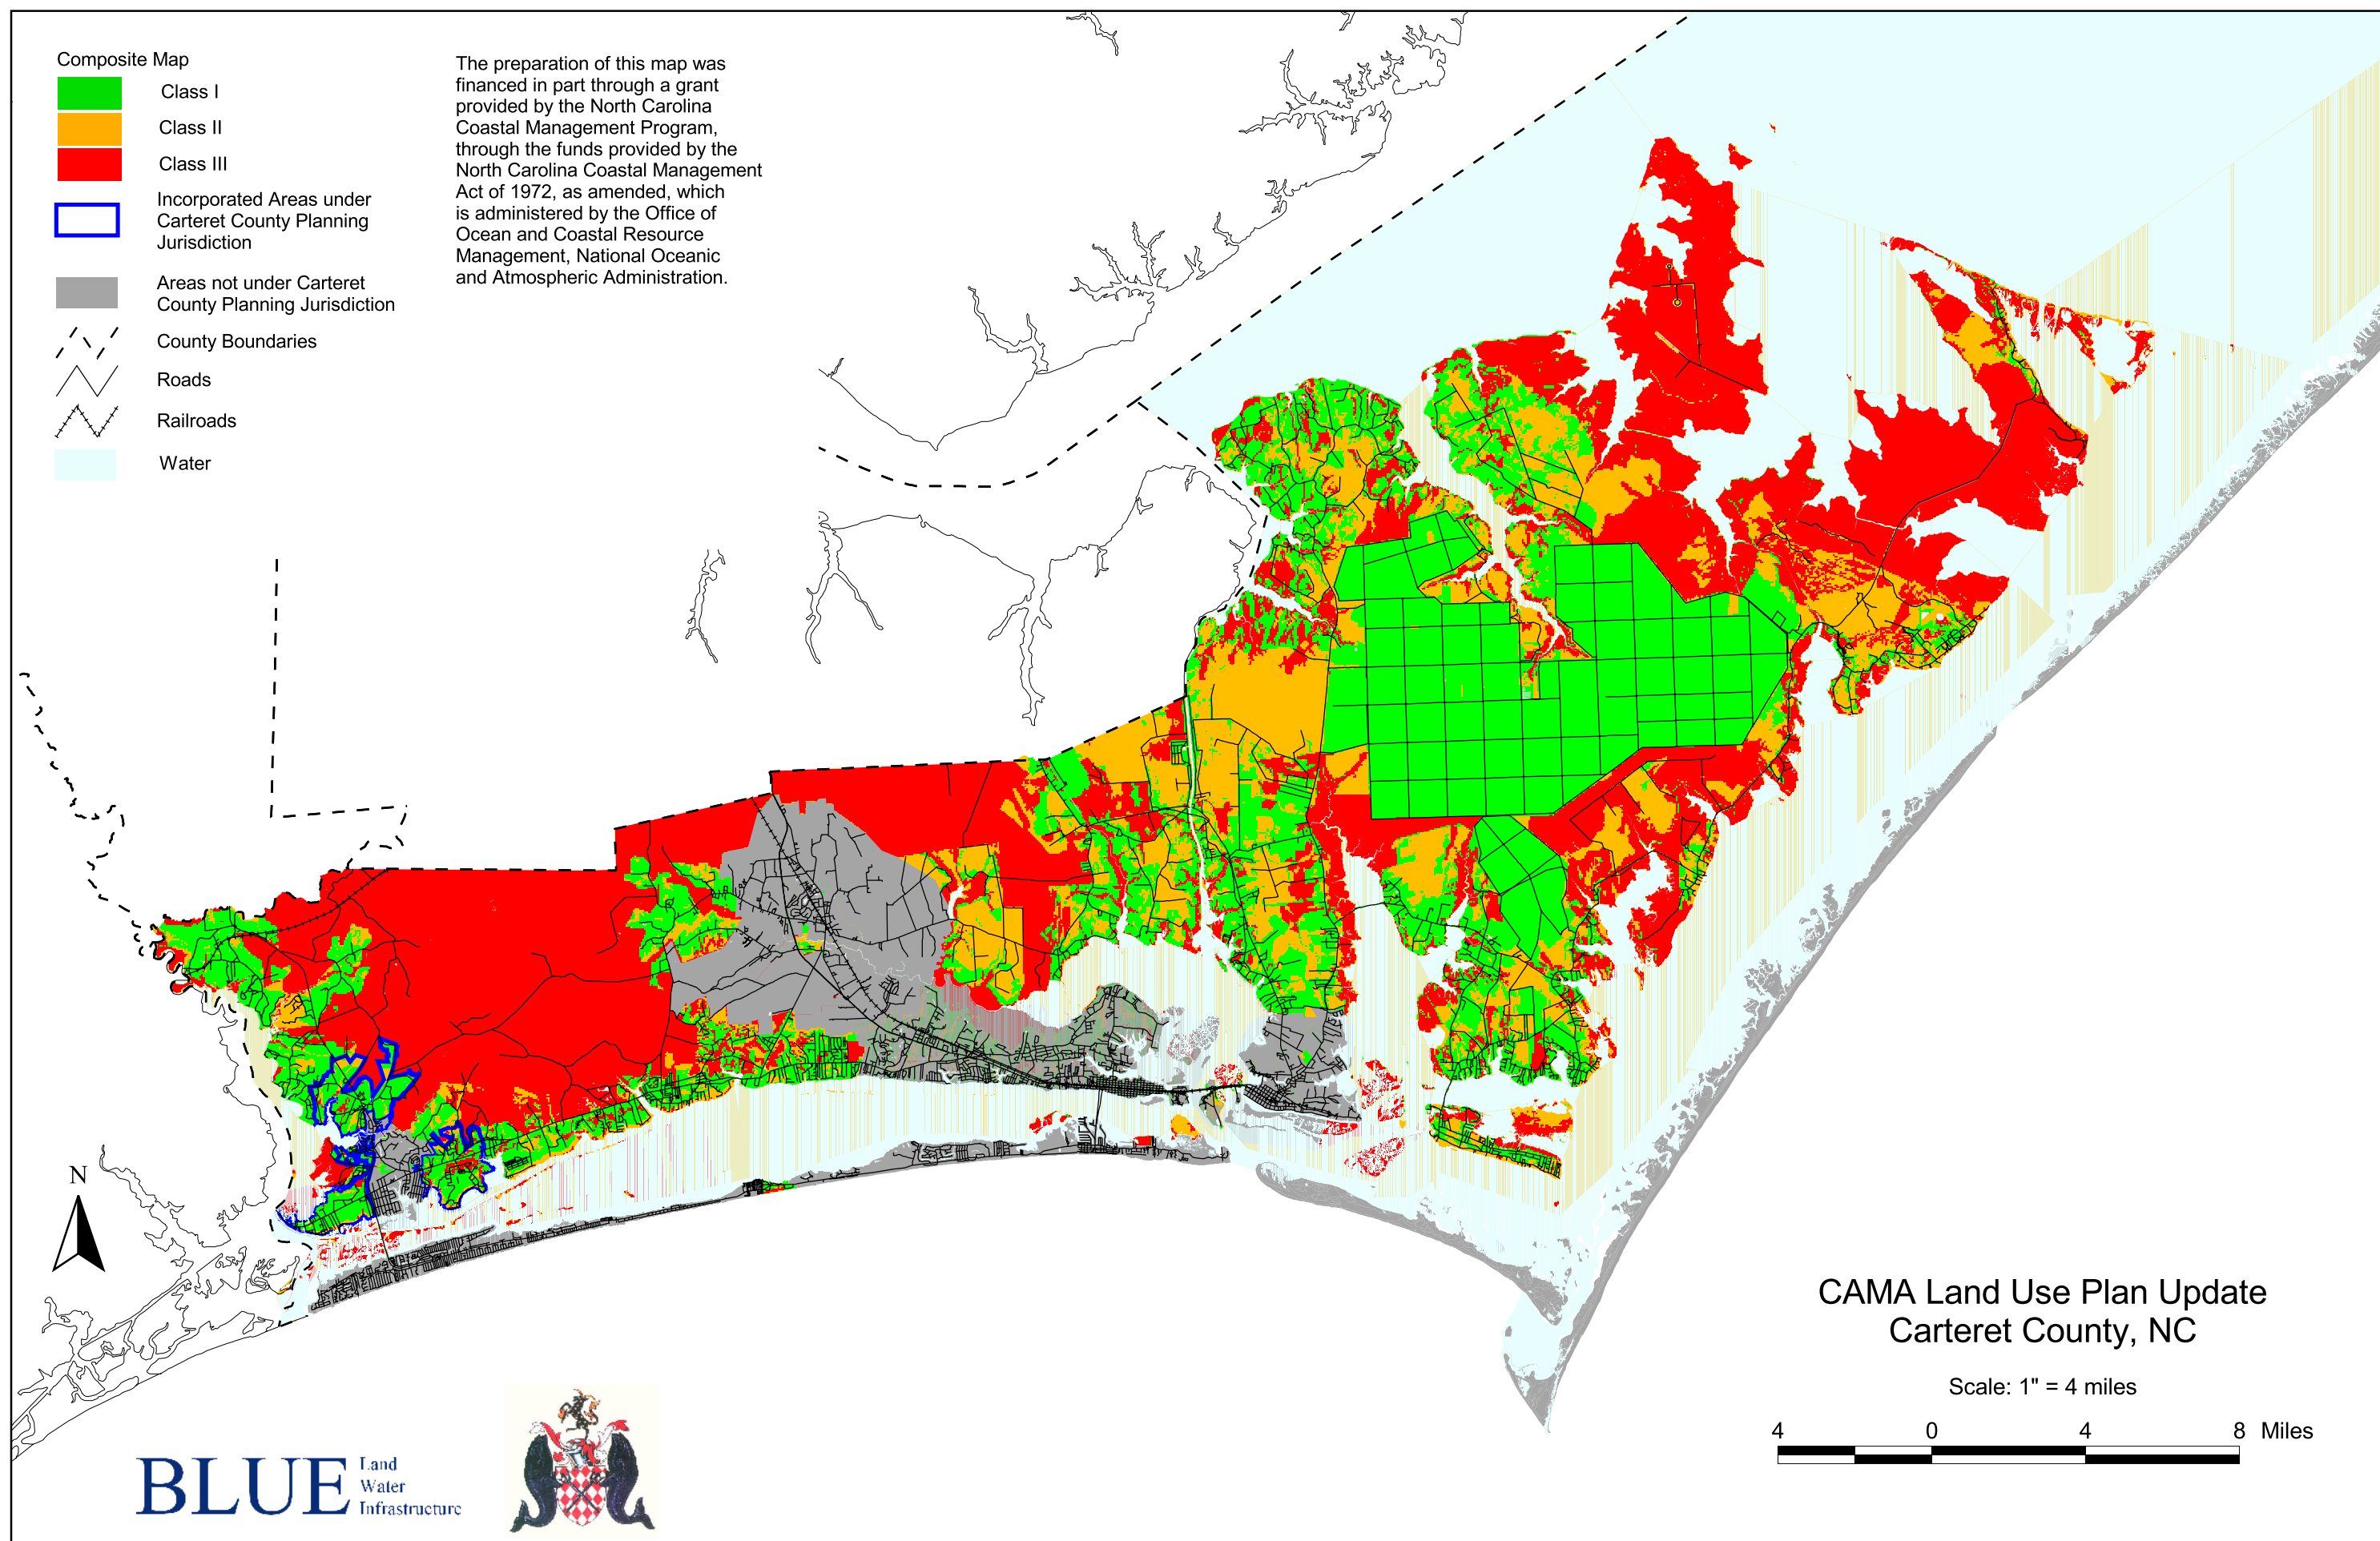 Composite Map
Class I
Class II
Class III
Incorporated Areas under
Carteret County Planning
Jurisdiction
Areas not under Carteret
County Planning Jurisdiction
County Boundaries
Roads
Railroads
Water
The preparation of this map was
financed in part through a grant
provided by the North Carolina
Coastal Management Program,
through the funds provided by the
North Carolina Coastal Management
Act of 1972, as amended, which
is administered by the Office of
Ocean and Coastal Resource
Management, National Oceanic
and Atmospheric Administration.
N
CAMA Land Use Plan Update
Carteret County, NC
Scale: 1" = 4 miles
4 0 4 8 Miles
BLUE
Land
Water
Infrastructure